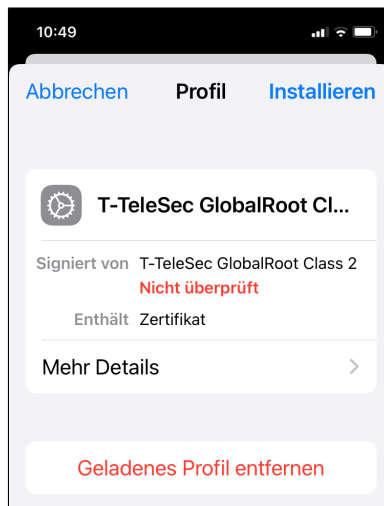 10:49
Abbrechen Profil Installieren
T-TeleSec GlobalRoot Cl...
Signiert von T-TeleSec GlobalRoot Class 2
Nicht überprüft
Enthält Zertifikat
Mehr Details
Geladenes Profil entfernen